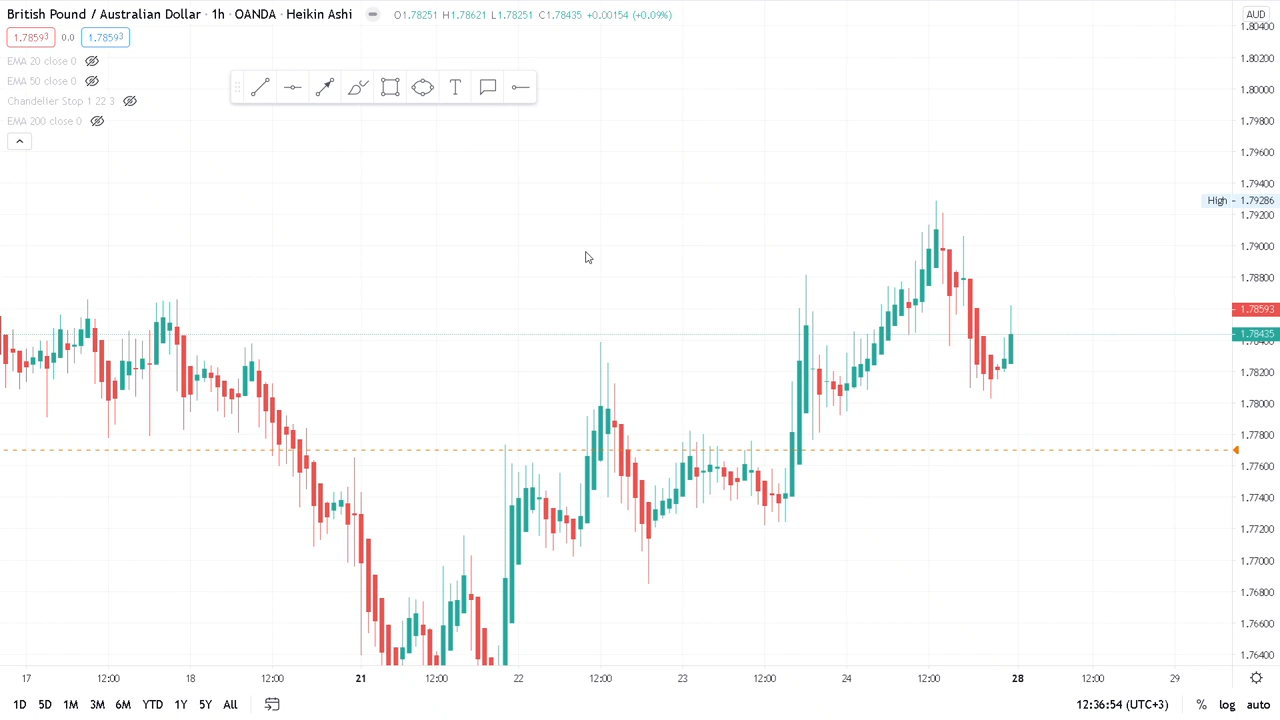 British Pound / Australian Dollar · 1h · OANDA · Heikin Ashi O1.78251 H1.78621 L1.78251 C1.78435 +0.00154 (+0.09%)
AUD
1.78593 0.0 1.78593
EMA 20 close 0
EMA 50 close 0
Chandelier Stop 1 22 3
EMA 200 close 0
T
1.80400
1.80200
1.80000
1.79800
1.79600
1.79400
High 1.79286
1.79200
1.79000
1.78800
1.78593
1.78435
1.78400
1.78200
1.78000
1.77800
1.77600
1.77400
1.77200
1.77000
1.76800
1.76600
1.76400
17 12:00 18 12:00 21 12:00 22 12:00 23 12:00 24 12:00 28 12:00 29
1D 5D 1M 3M 6M YTD 1Y 5Y All 12:36:54 (UTC+3) % log auto